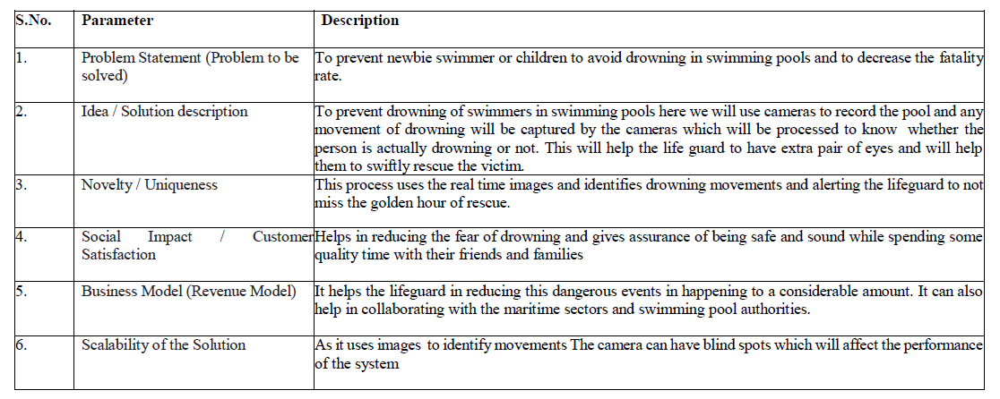 S.No. Parameter Description
1. Problem Statement (Problem to be solved) To prevent newbie swimmer or children to avoid drowning in swimming pools and to decrease the fatality rate.
2. Idea / Solution description To prevent drowning of swimmers in swimming pools here we will use cameras to record the pool and any
movement of drowning will be captured by the cameras which will be processed to know whether the
person is actually drowning or not. This will help the life guard to have extra pair of eyes and will help
them to swiftly rescue the victim.
3. Novelty / Uniqueness This process uses the real time images and identifies drowning movements and alerting the lifeguard to not
miss the golden hour of rescue.
4. Social Impact / Customer Satisfaction Helps in reducing the fear of drowning and gives assurance of being safe and sound while spending some
quality time with their friends and families
5. Business Model (Revenue Model) It helps the lifeguard in reducing this dangerous events in happening to a considerable amount. It can also
help in collaborating with the maritime sectors and swimming pool authorities.
6. Scalability of the Solution As it uses images to identify movements The camera can have blind spots which will affect the performance
of the system